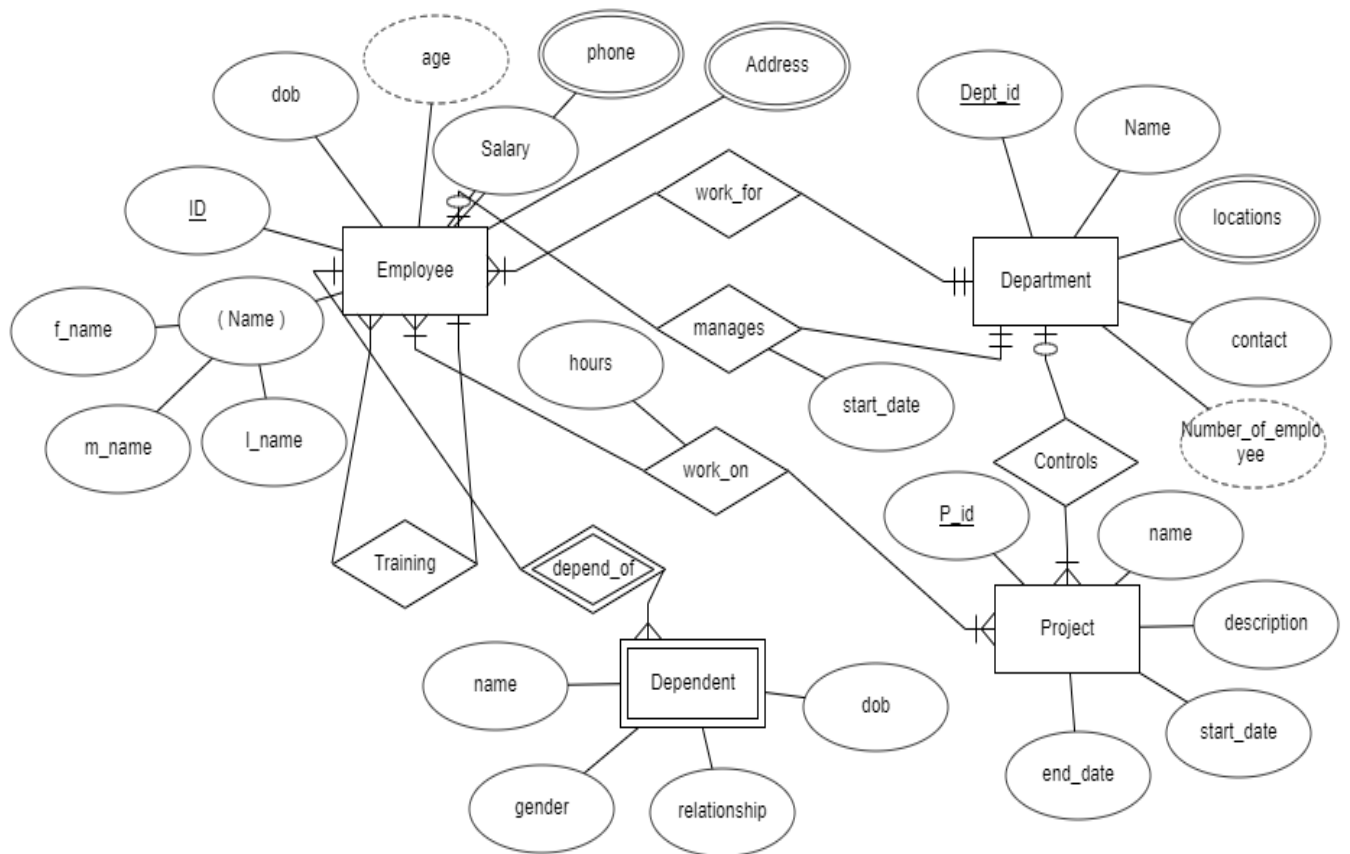 age
phone
Address
dob
Salary
Dept_id
Name
ID
work_for
locations
Employee
Department
( Name )
f_name
manages
contact
hours
start_date
m_name
l_name
work_on
Controls
Number_of_emplo
yee
P_id
name
Training
depend_of
Project
description
name
Dependent
dob
start_date
end_date
gender
relationship